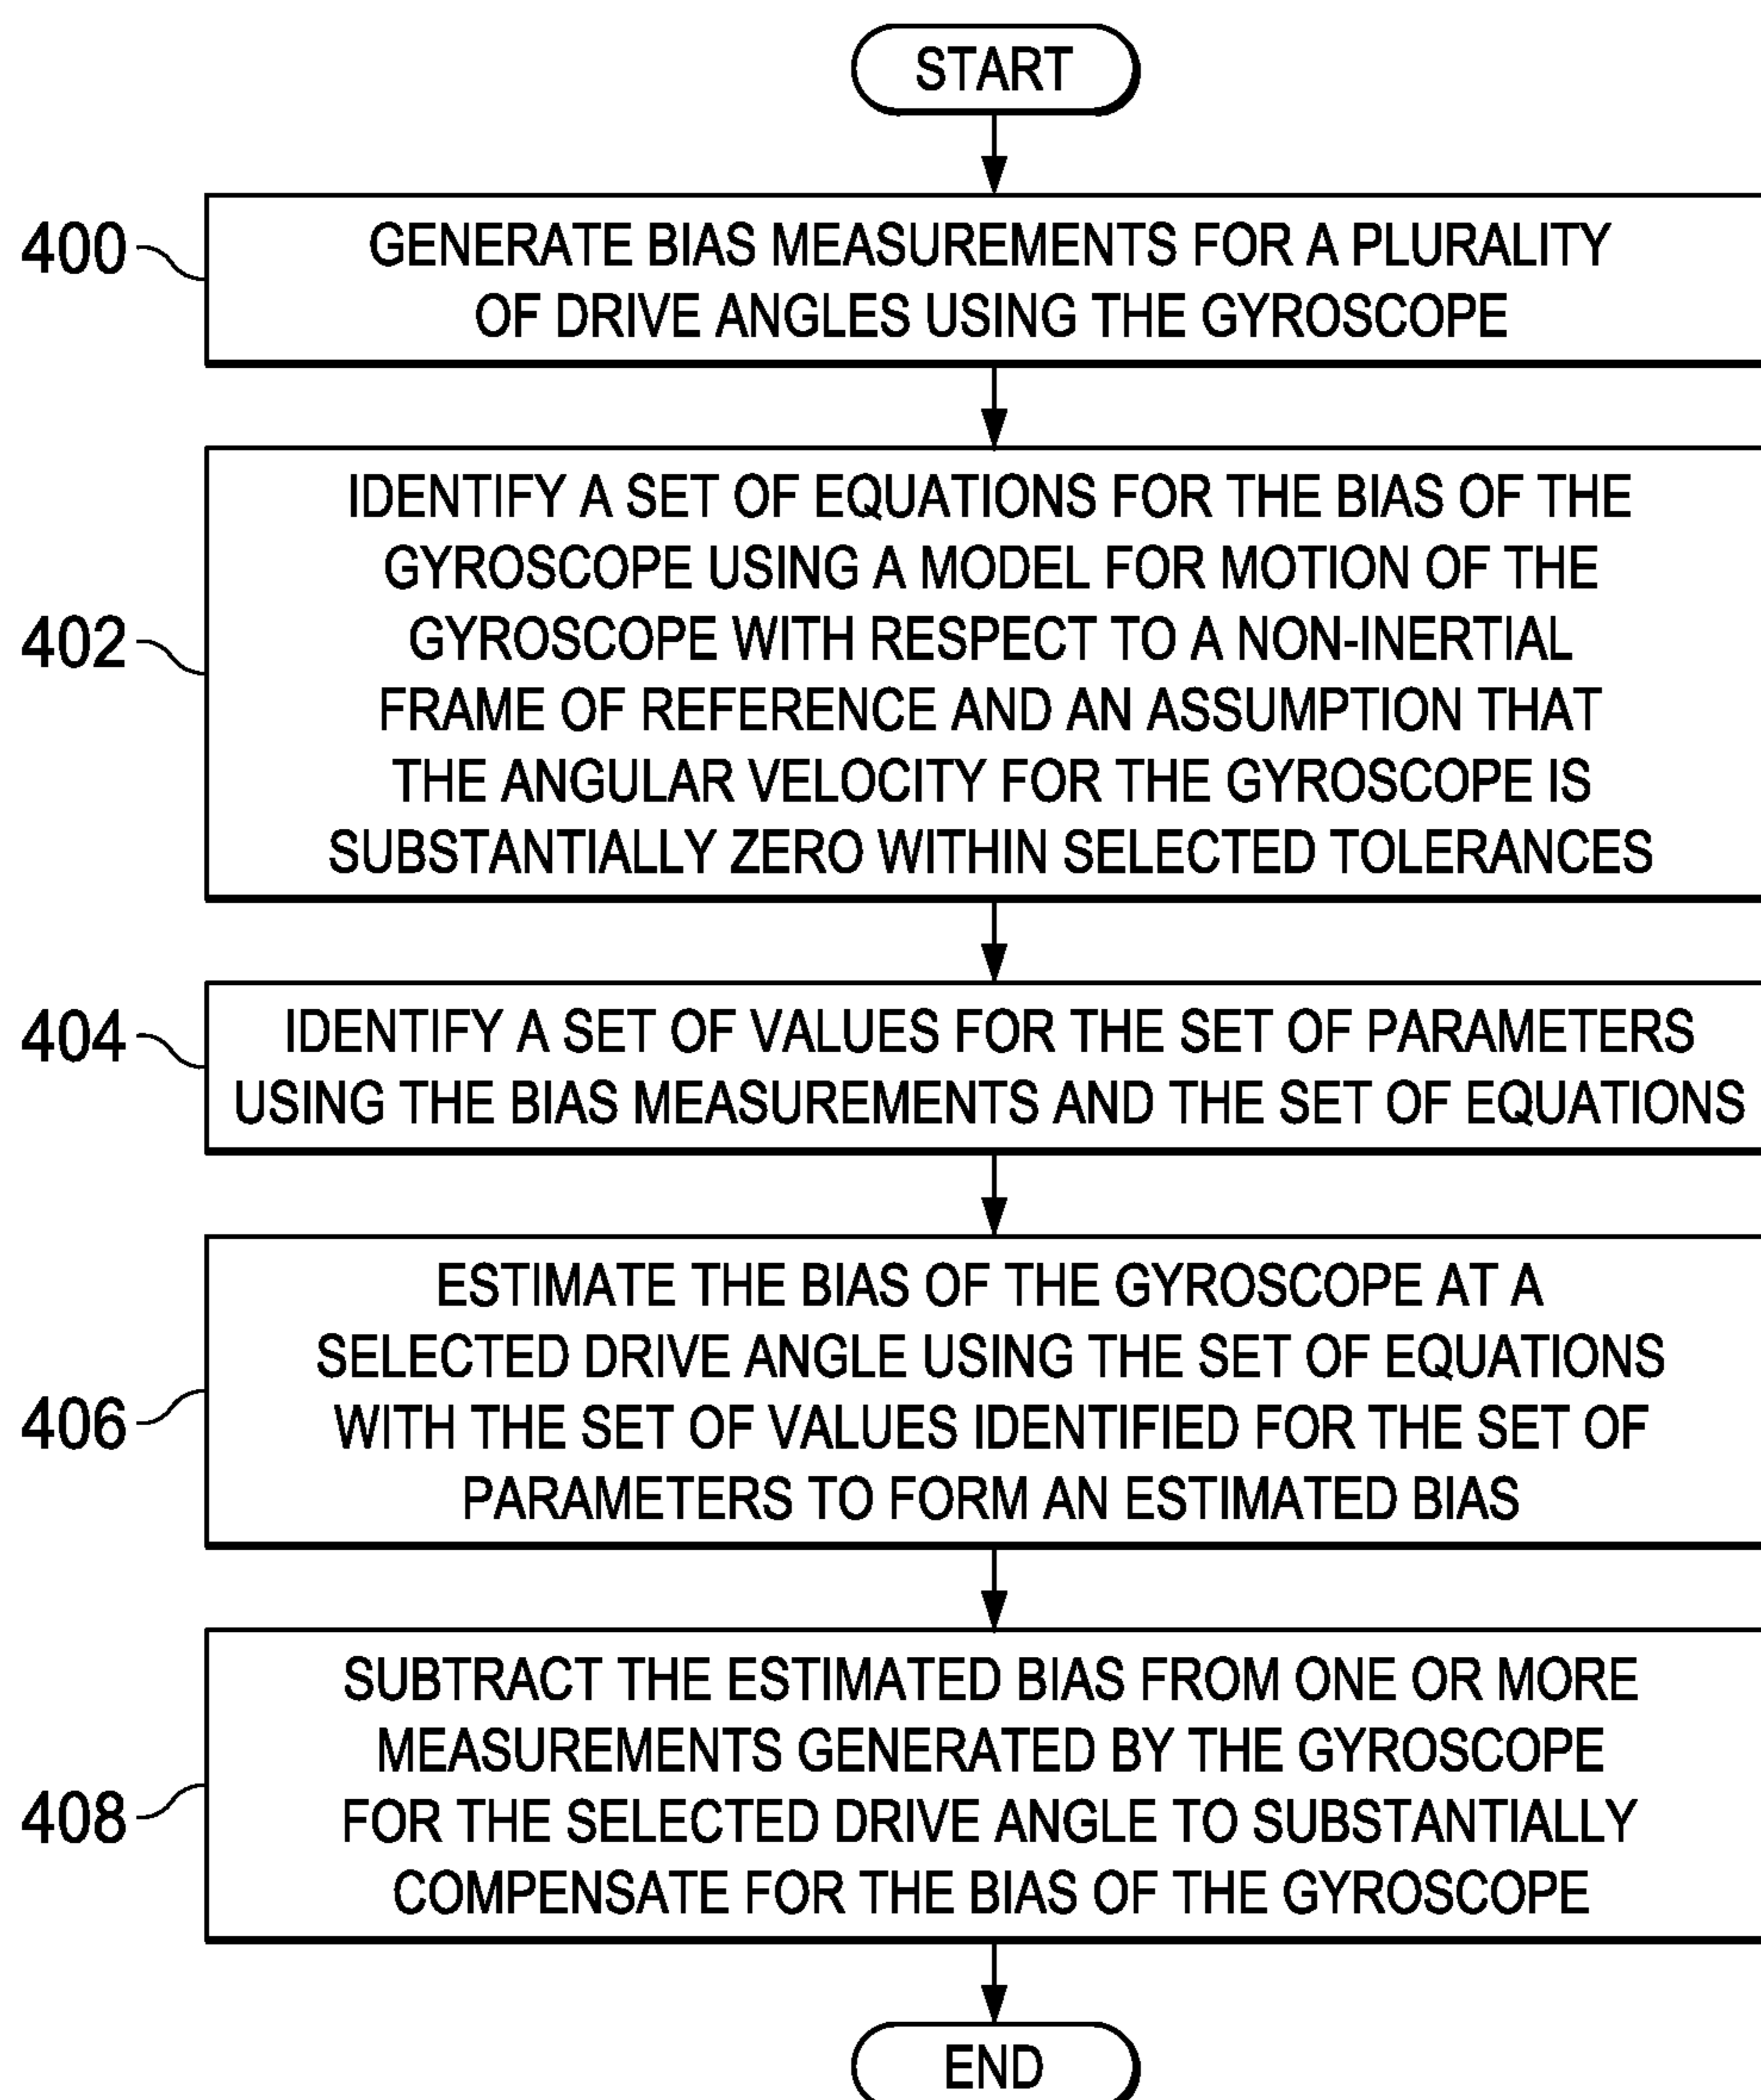 START
400
GENERATE BIAS MEASUREMENTS FOR A PLURALITY
OF DRIVE ANGLES USING THE GYROSCOPE
402
IDENTIFY A SET OF EQUATIONS FOR THE BIAS OF THE
GYROSCOPE USING A MODEL FOR MOTION OF THE
GYROSCOPE WITH RESPECT TO A NON-INERTIAL
FRAME OF REFERENCE AND AN ASSUMPTION THAT
THE ANGULAR VELOCITY FOR THE GYROSCOPE IS
SUBSTANTIALLY ZERO WITHIN SELECTED TOLERANCES
404
IDENTIFY A SET OF VALUES FOR THE SET OF PARAMETERS
USING THE BIAS MEASUREMENTS AND THE SET OF EQUATIONS
406
ESTIMATE THE BIAS OF THE GYROSCOPE AT A
SELECTED DRIVE ANGLE USING THE SET OF EQUATIONS
WITH THE SET OF VALUES IDENTIFIED FOR THE SET OF
PARAMETERS TO FORM AN ESTIMATED BIAS
408
SUBTRACT THE ESTIMATED BIAS FROM ONE OR MORE
MEASUREMENTS GENERATED BY THE GYROSCOPE
FOR THE SELECTED DRIVE ANGLE TO SUBSTANTIALLY
COMPENSATE FOR THE BIAS OF THE GYROSCOPE
END